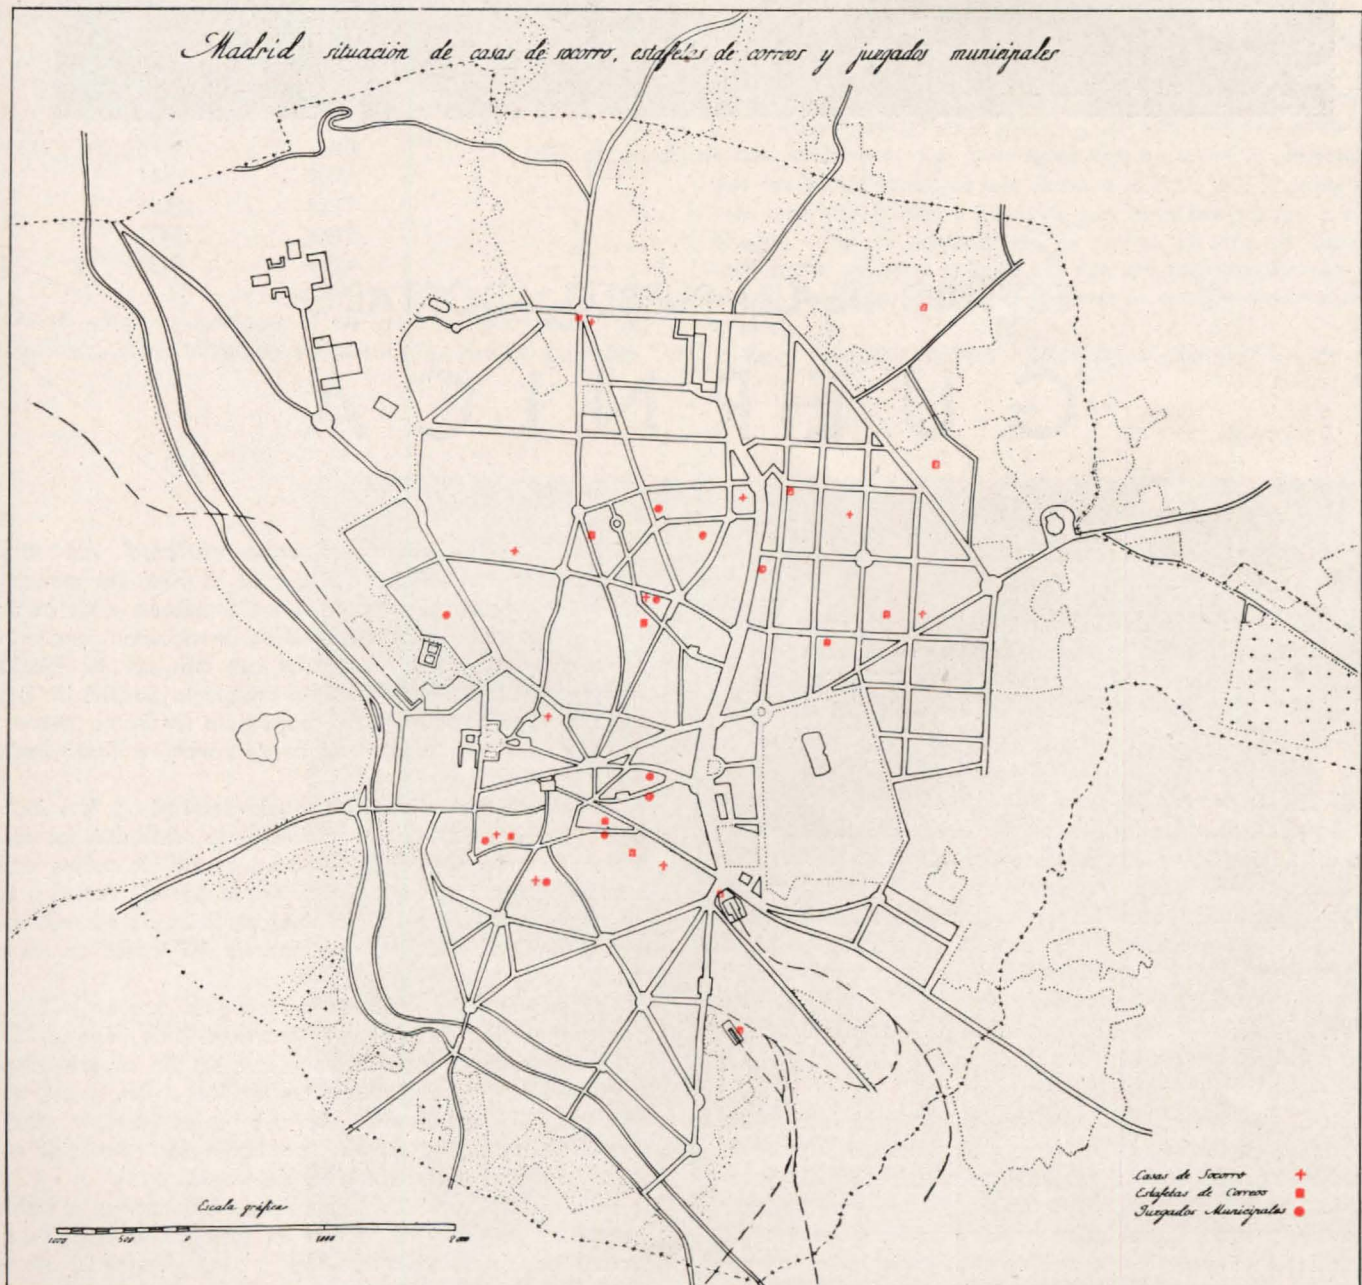 Madrid situación de casas de socorro, estafetas de correos y juzgados municipales
Casas de Socorro
Estafetas de Correos
Juzgados Municipales
Escala gráfica
1000 500 0 1000 2000